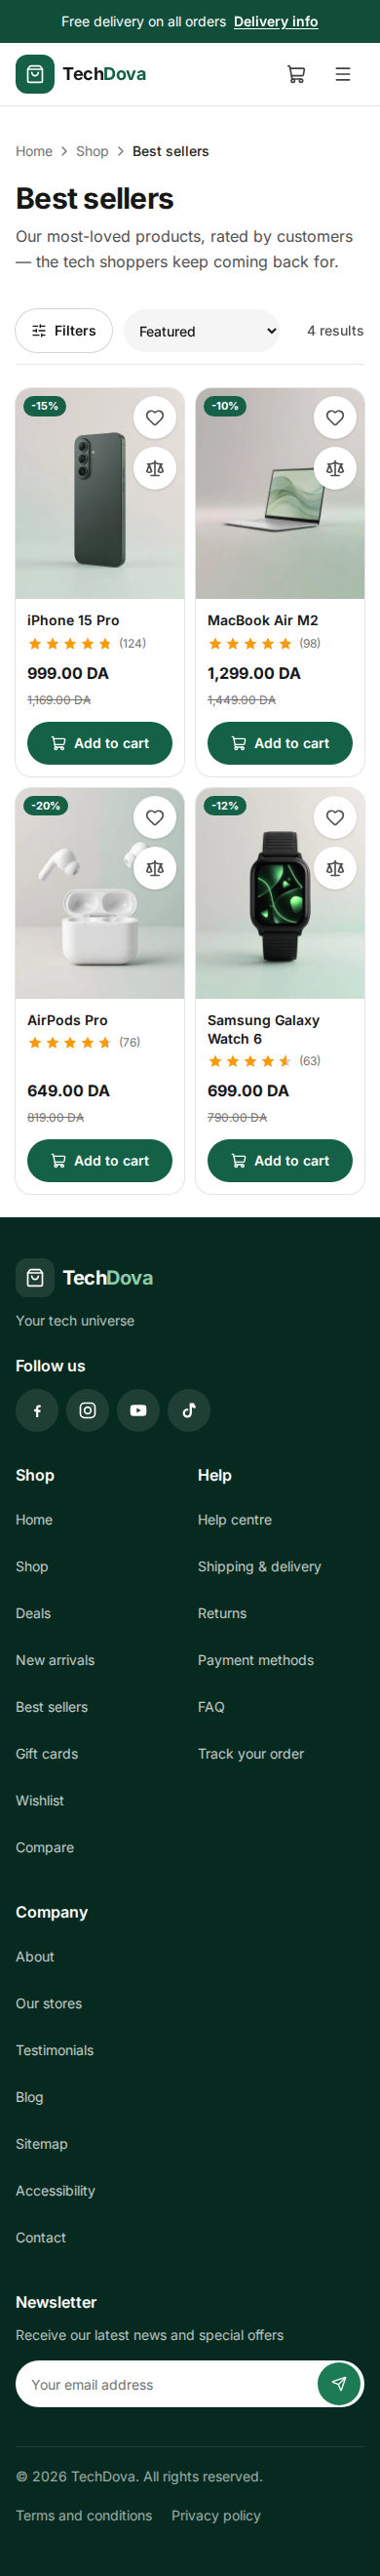 Free delivery on all orders Delivery info
TechDova
Home > Shop > Best sellers
Best sellers
Our most-loved products, rated by customers
— the tech shoppers keep coming back for.
Filters
Featured
4 results
-15%
iPhone 15 Pro
(124)
999.00 DA
1,169.00 DA
Add to cart
-10%
MacBook Air M2
(98)
1,299.00 DA
1,449.00 DA
Add to cart
-20%
AirPods Pro
(76)
649.00 DA
819.00 DA
Add to cart
-12%
Samsung Galaxy
Watch 6
(63)
699.00 DA
790.00 DA
Add to cart
TechDova
Your tech universe
Follow us
Shop
Home
Shop
Deals
New arrivals
Best sellers
Gift cards
Wishlist
Compare
Help
Help centre
Shipping & delivery
Returns
Payment methods
FAQ
Track your order
Company
About
Our stores
Testimonials
Blog
Sitemap
Accessibility
Contact
Newsletter
Receive our latest news and special offers
Your email address
© 2026 TechDova. All rights reserved.
Terms and conditions Privacy policy